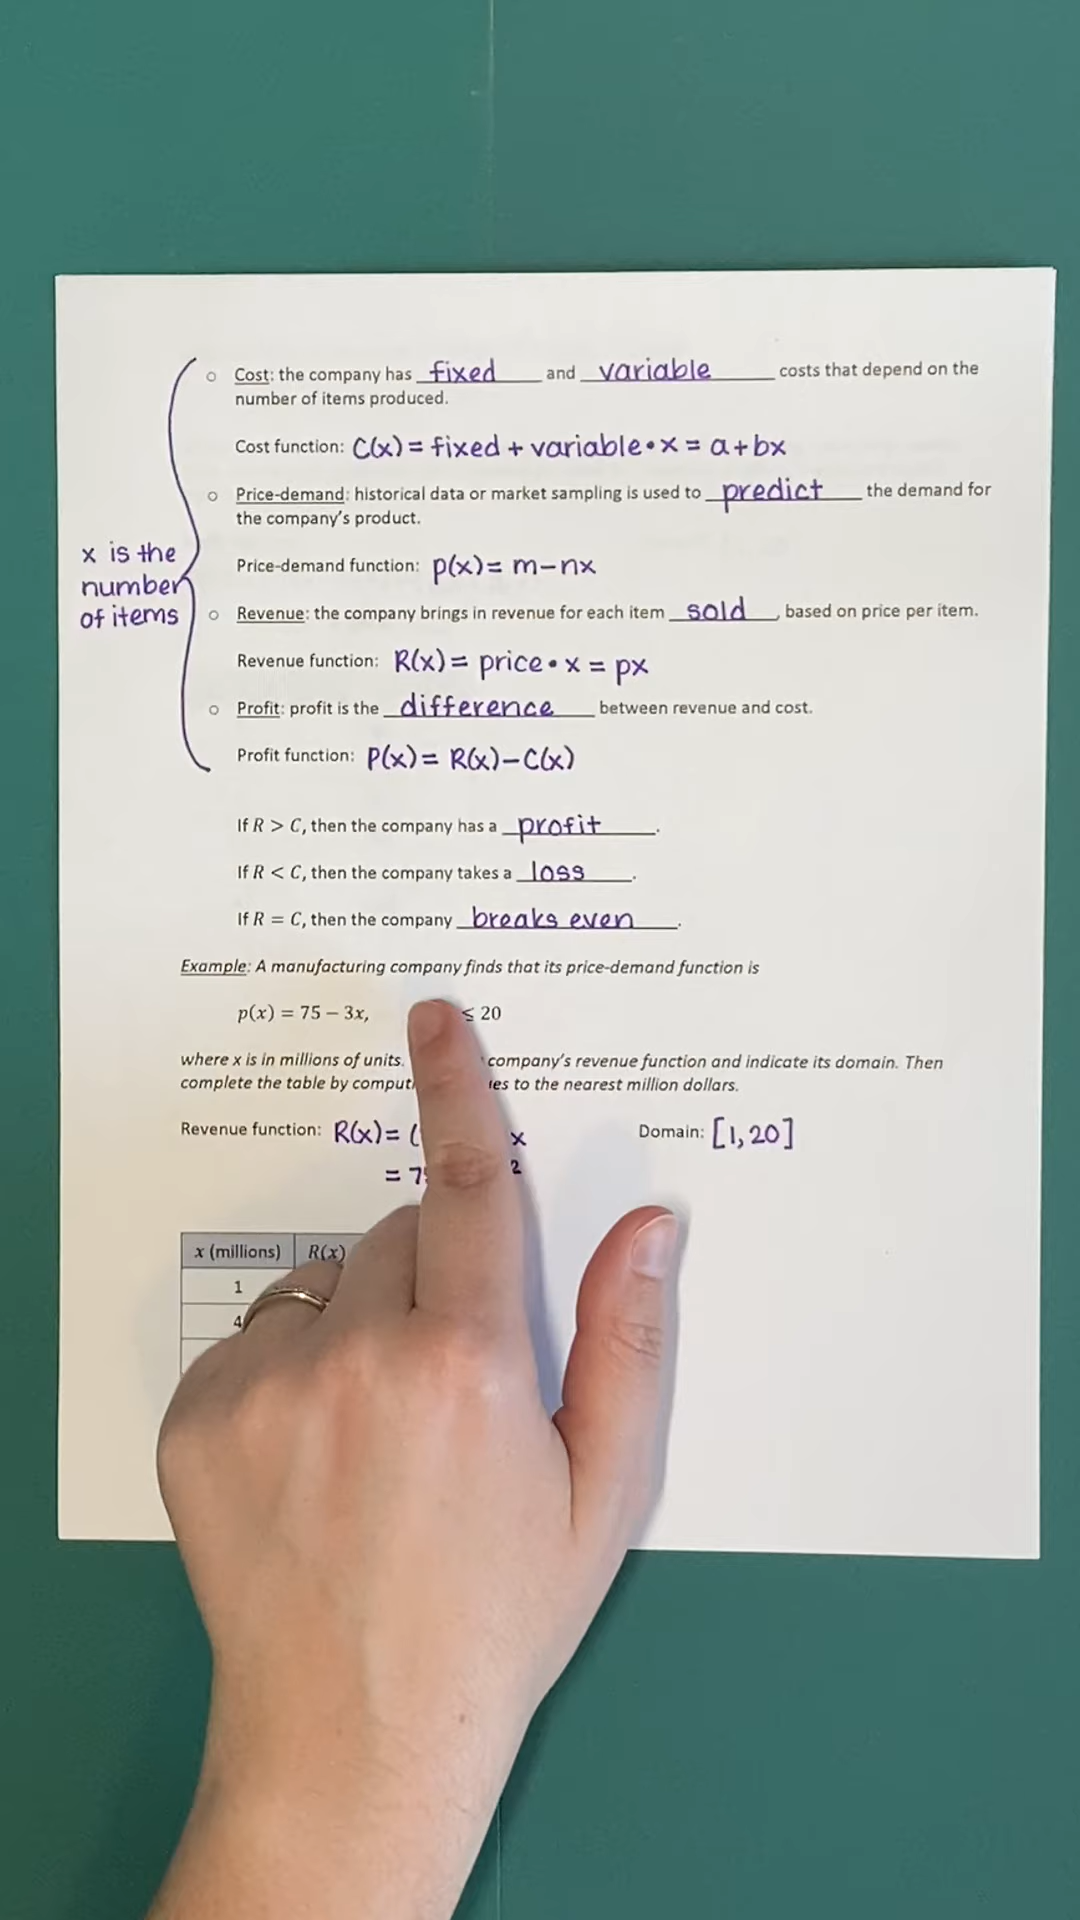 ○ Cost: the company has fixed and variable costs that depend on the
number of items produced.
Cost function: C(x) = fixed + variable • x = a + bx
○ Price-demand: historical data or market sampling is used to predict the demand for
the company's product.
x is the
number
of items
Price-demand function: p(x) = m − nx
○ Revenue: the company brings in revenue for each item sold, based on price per item.
Revenue function: R(x) = price • x = px
○ Profit: profit is the difference between revenue and cost.
Profit function: P(x) = R(x) − C(x)
If R > C, then the company has a profit.
If R < C, then the company takes a loss.
If R = C, then the company breaks even.
Example: A manufacturing company finds that its price-demand function is
p(x) = 75 − 3x, ≤ 20
where x is in millions of units. company's revenue function and indicate its domain. Then
complete the table by to the nearest million dollars.
Revenue function: R(x) = ( x Domain: [1, 20]
= 7 2
x (millions) R(x)
1
4